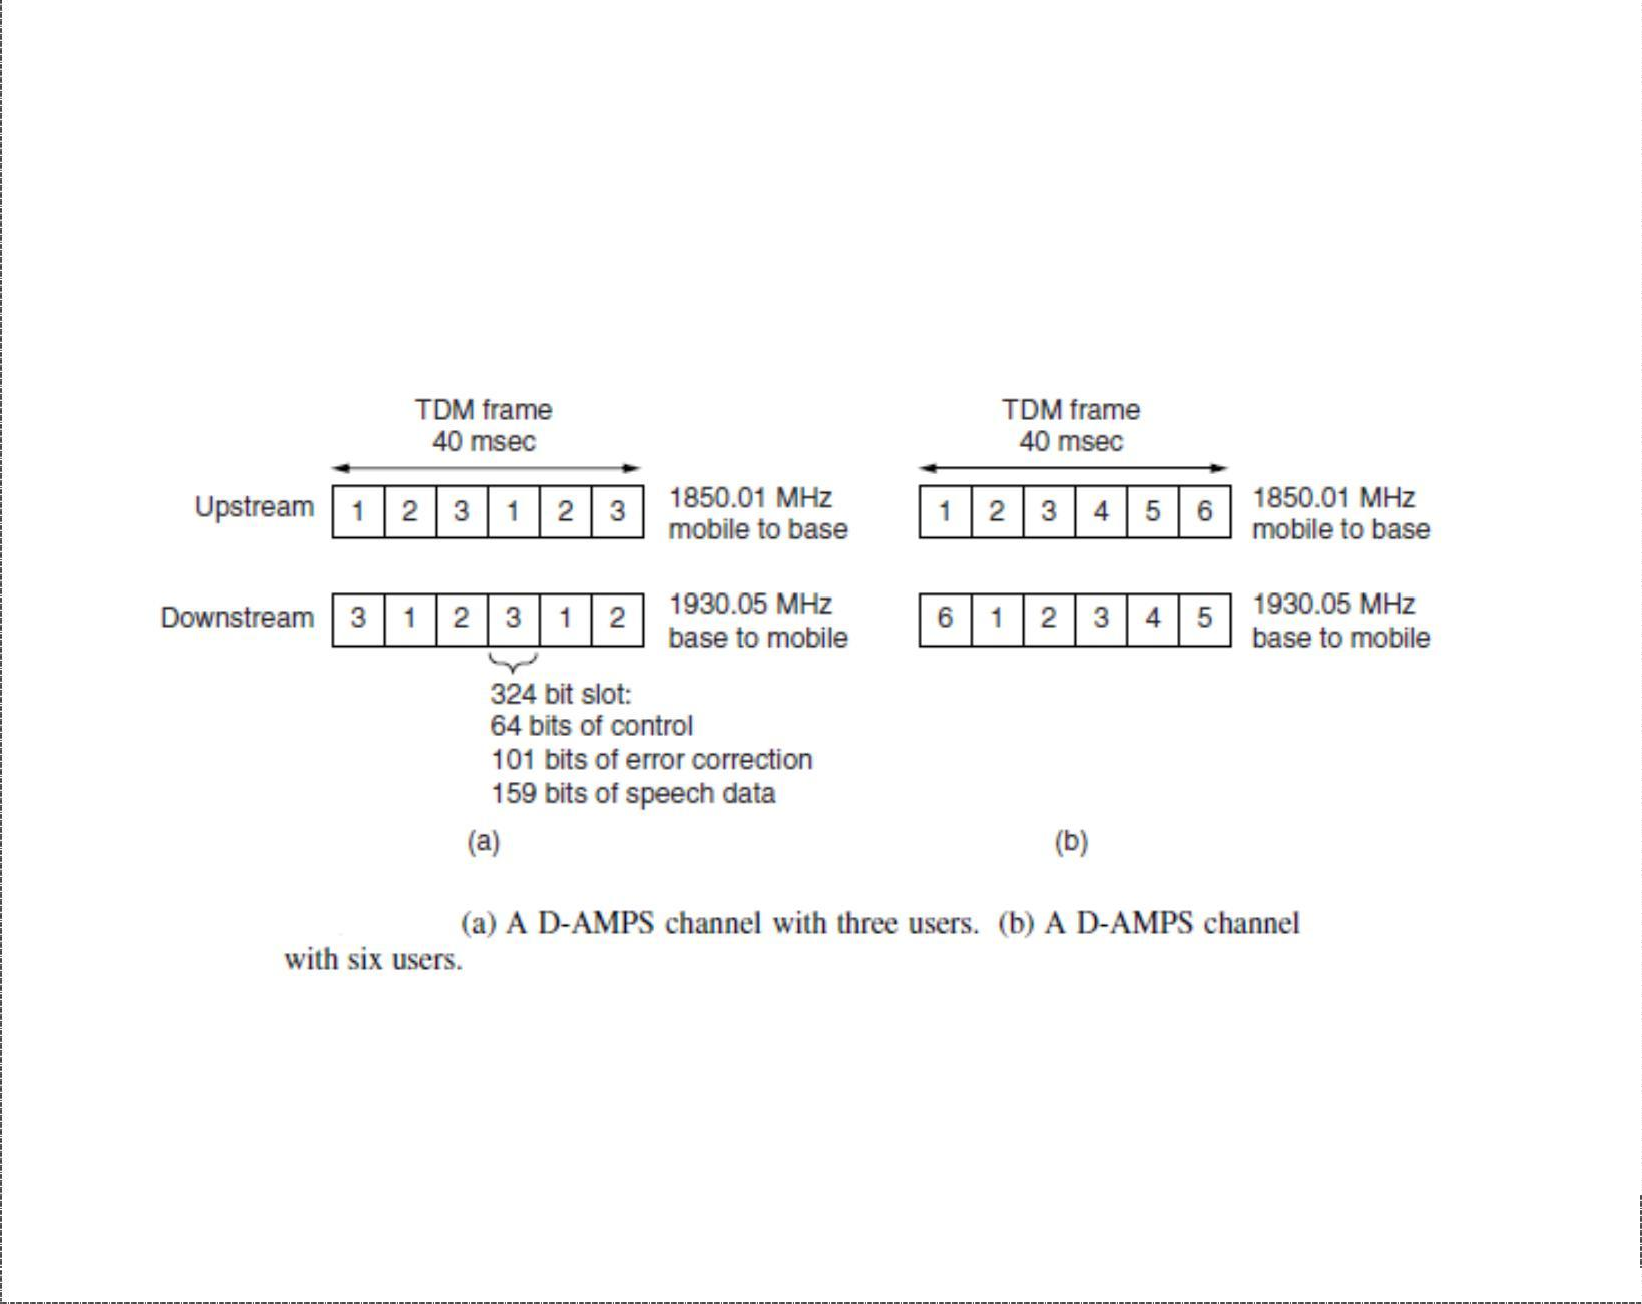 TDM frame
40 msec
Upstream
1 2 3 1 2 3
1850.01 MHz
mobile to base
Downstream
3 1 2 3 1 2
1930.05 MHz
base to mobile
324 bit slot:
64 bits of control
101 bits of error correction
159 bits of speech data
(a)
TDM frame
40 msec
1 2 3 4 5 6
1850.01 MHz
mobile to base
6 1 2 3 4 5
1930.05 MHz
base to mobile
(b)
(a) A D-AMPS channel with three users. (b) A D-AMPS channel
with six users.